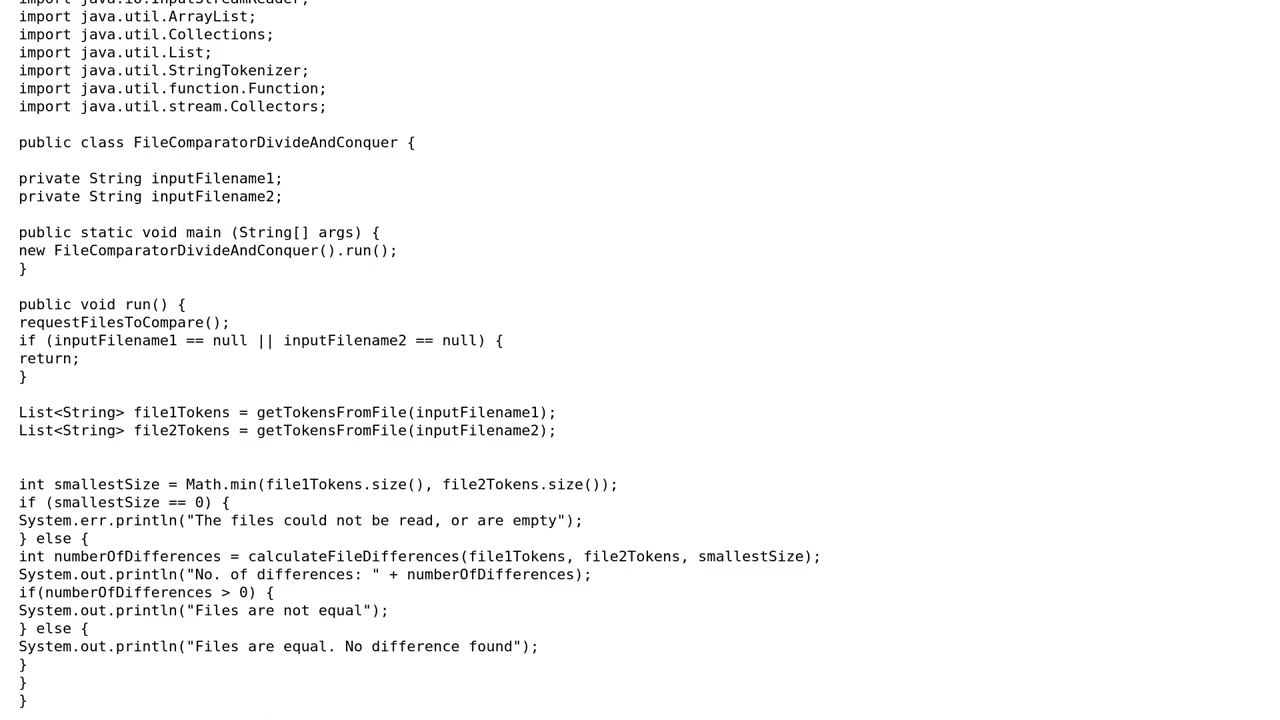 import java.io.InputStreamReader;
import java.util.ArrayList;
import java.util.Collections;
import java.util.List;
import java.util.StringTokenizer;
import java.util.function.Function;
import java.util.stream.Collectors;
public class FileComparatorDivideAndConquer {
private String inputFilename1;
private String inputFilename2;
public static void main (String[] args) {
new FileComparatorDivideAndConquer().run();
}
public void run() {
requestFilesToCompare();
if (inputFilename1 == null || inputFilename2 == null) {
return;
}
List<String> file1Tokens = getTokensFromFile(inputFilename1);
List<String> file2Tokens = getTokensFromFile(inputFilename2);
int smallestSize = Math.min(file1Tokens.size(), file2Tokens.size());
if (smallestSize == 0) {
System.err.println("The files could not be read, or are empty");
} else {
int numberOfDifferences = calculateFileDifferences(file1Tokens, file2Tokens, smallestSize);
System.out.println("No. of differences: " + numberOfDifferences);
if(numberOfDifferences > 0) {
System.out.println("Files are not equal");
} else {
System.out.println("Files are equal. No difference found");
}
}
}